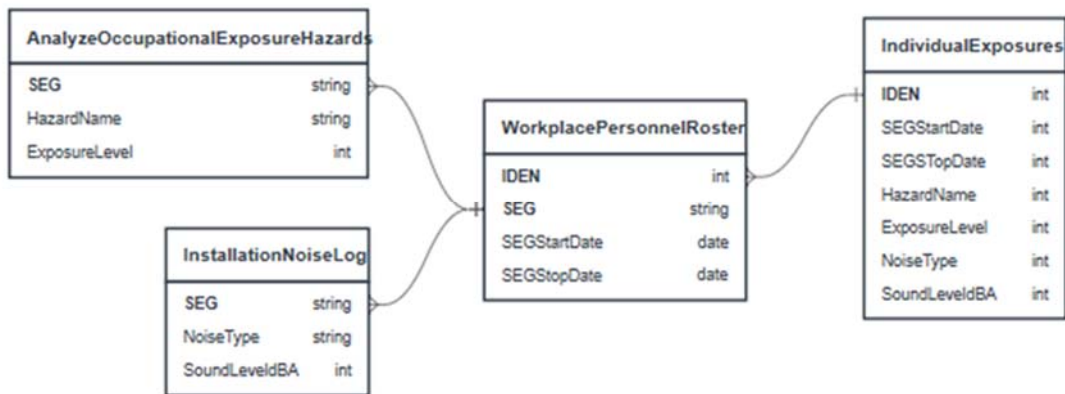 AnalyzeOccupationalExposureHazards
SEG string
HazardName string
ExposureLevel int
InstallationNoiseLog
SEG string
NoiseType string
SoundLeveldBA int
WorkplacePersonnelRoster
IDEN int
SEG string
SEGStartDate date
SEGStopDate date
IndividualExposures
IDEN int
SEGStartDate int
SEGSTopDate int
HazardName int
ExposureLevel int
NoiseType int
SoundLeveldBA int